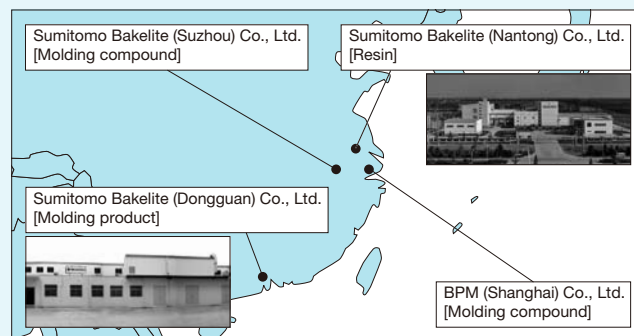 Sumitomo Bakelite (Suzhou) Co., Ltd.
[Molding compound]
Sumitomo Bakelite (Nantong) Co., Ltd.
[Resin]
Sumitomo Bakelite (Dongguan) Co., Ltd.
[Molding product]
BPM (Shanghai) Co., Ltd.
[Molding compound]